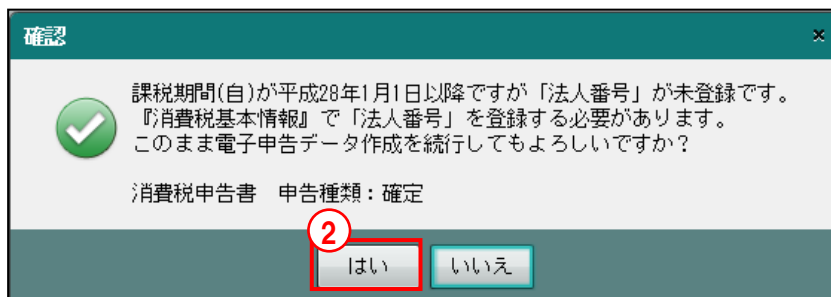 確認
×
課税期間(自)が平成28年1月1日以降ですが「法人番号」が未登録です。
『消費税基本情報』で「法人番号」を登録する必要があります。
このまま電子申告データ作成を続行してもよろしいですか？
消費税申告書　申告種類：確定
2
はい
いいえ